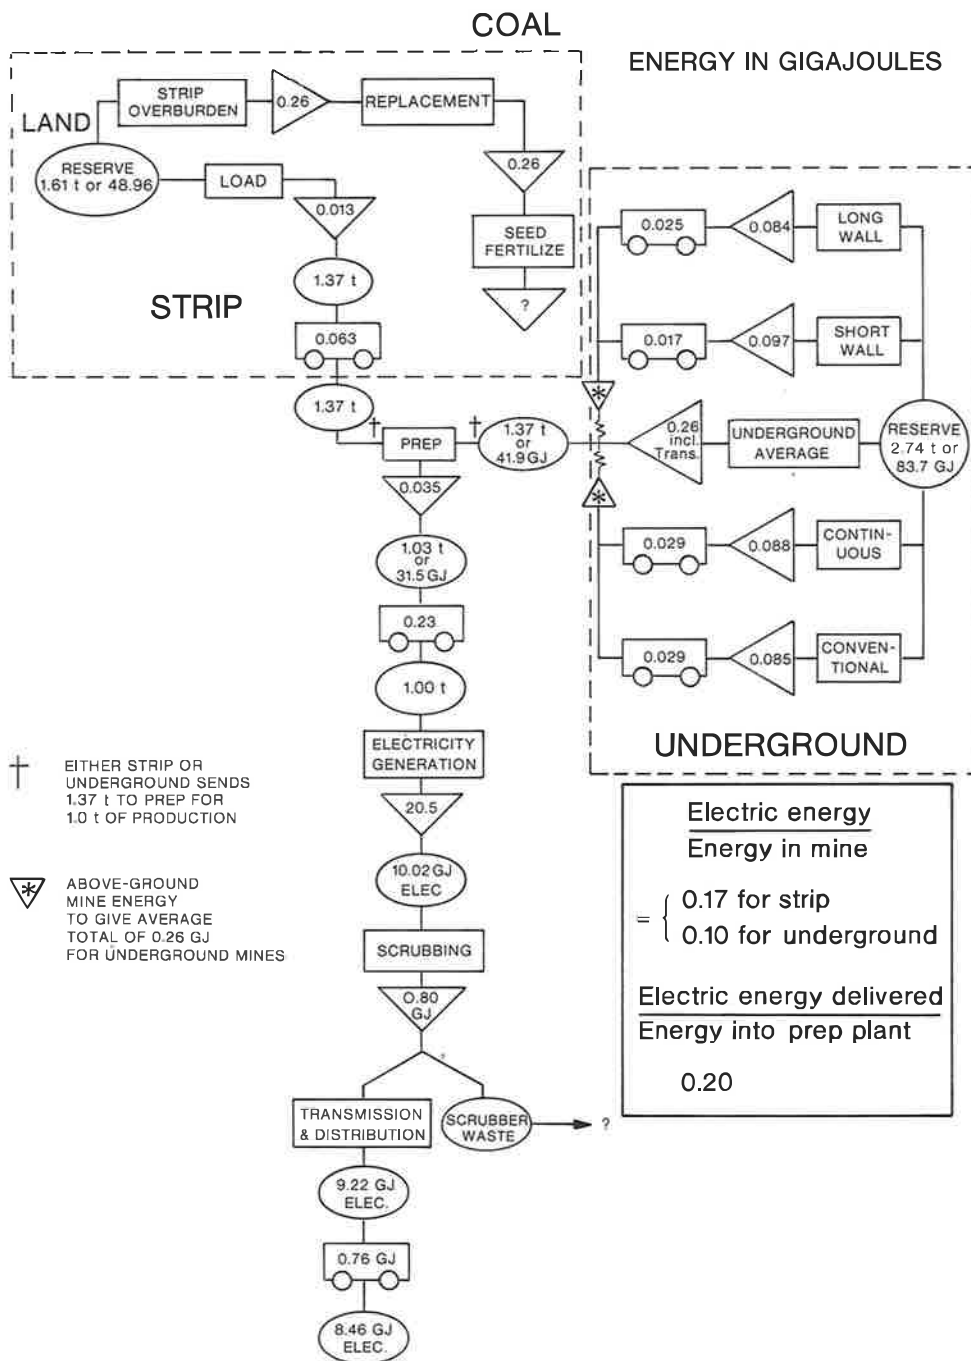 COAL
ENERGY IN GIGAJOULES
LAND
STRIP
OVERBURDEN
0.26
REPLACEMENT
RESERVE
1.61 t or 48.96
LOAD
0.013
0.26
SEED
FERTILIZE
?
1.37 t
STRIP
0.063
1.37 t
†
PREP
†
1.37 t
or
41.9 GJ
0.025
0.084
LONG
WALL
0.017
0.097
SHORT
WALL
*
0.26
incl.
Trans.
UNDERGROUND
AVERAGE
RESERVE
2.74 t or
83.7 GJ
*
0.029
0.088
CONTIN-
UOUS
0.029
0.085
CONVEN-
TIONAL
UNDERGROUND
0.035
1.03 t
or
31.5 GJ
0.23
1.00 t
ELECTRICITY
GENERATION
20.5
10.02 GJ
ELEC
SCRUBBING
0.80
GJ
TRANSMISSION
& DISTRIBUTION
SCRUBBER
WASTE
?
9.22 GJ
ELEC.
0.76 GJ
8.46 GJ
ELEC.
† EITHER STRIP OR
UNDERGROUND SENDS
1.37 t TO PREP FOR
1.0 t OF PRODUCTION
* ABOVE-GROUND
MINE ENERGY
TO GIVE AVERAGE
TOTAL OF 0.26 GJ
FOR UNDERGROUND MINES
Electric energy
Energy in mine
= { 0.17 for strip
0.10 for underground
Electric energy delivered
Energy into prep plant
0.20